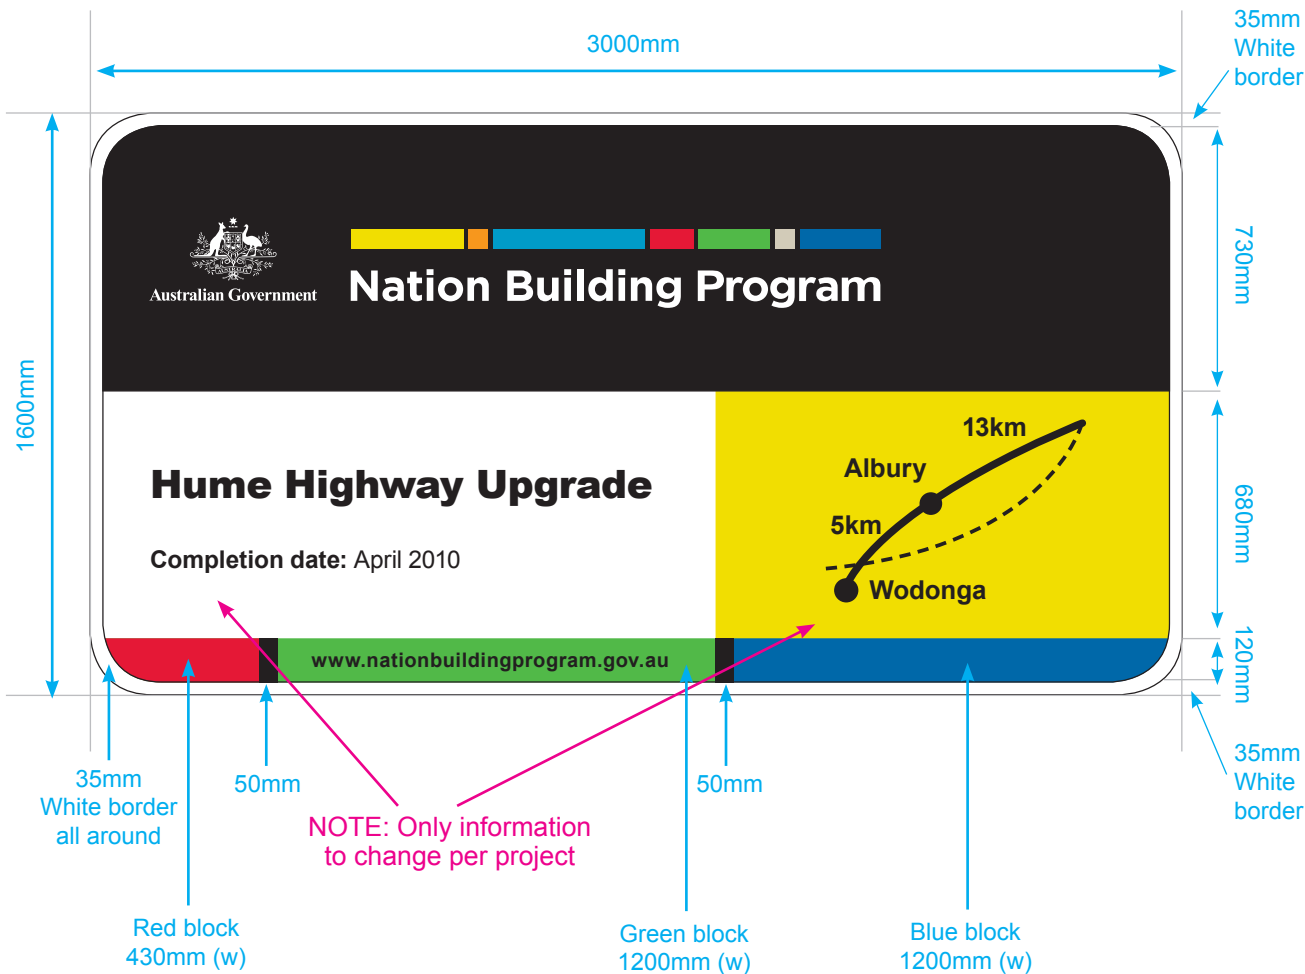 3000mm
35mm
White
border
1600mm
730mm
AUSTRALIA
Australian Government
Nation Building Program
Hume Highway Upgrade
Completion date: April 2010
13km
Albury
5km
Wodonga
680mm
www.nationbuildingprogram.gov.au
120mm
35mm
White border
all around
50mm
50mm
35mm
White
border
NOTE: Only information
to change per project
Red block
430mm (w)
Green block
1200mm (w)
Blue block
1200mm (w)